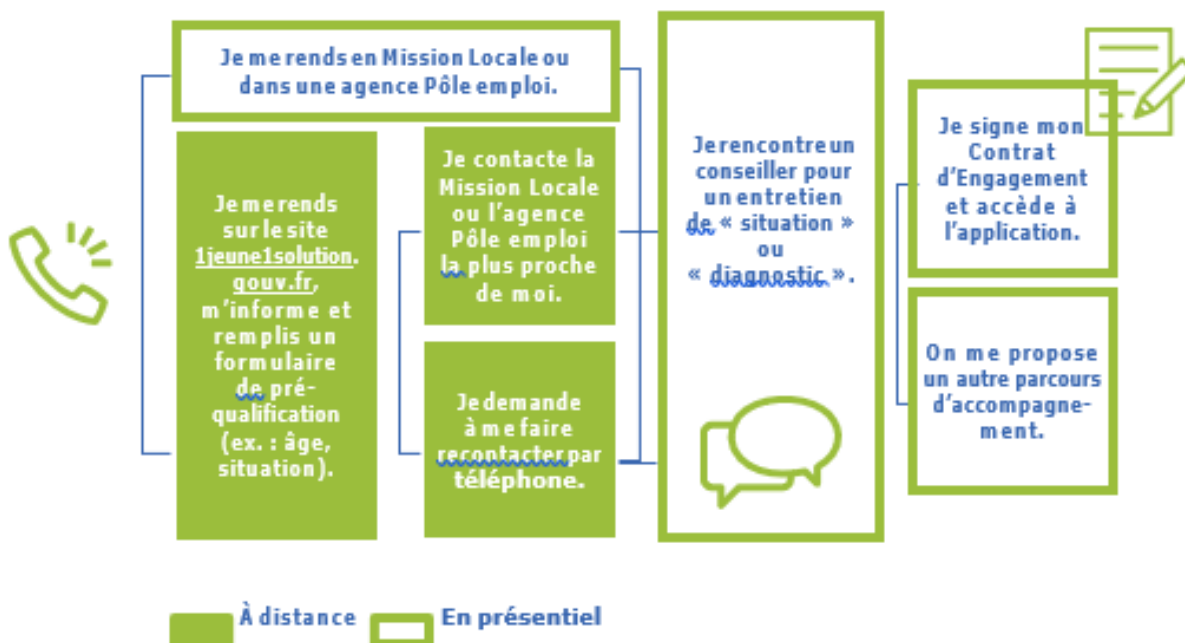 Je me rends en Mission Locale ou
dans une agence Pôle emploi.
Je me rends
sur le site
1jeune1solution.
gouv.fr,
m'informe et
remplis un
formulaire
de pré-
qualification
(ex. : âge,
situation).
Je contacte la
Mission Locale
ou l'agence
Pôle emploi
la plus proche
de moi.
Je demande
à me faire
recontacter par
téléphone.
Je rencontre un
conseiller pour
un entretien
de « situation »
ou
« diagnostic ».
Je signe mon
Contrat
d'Engagement
et accède à
l'application.
On me propose
un autre parcours
d'accompagne-
ment.
À distance
En présentiel